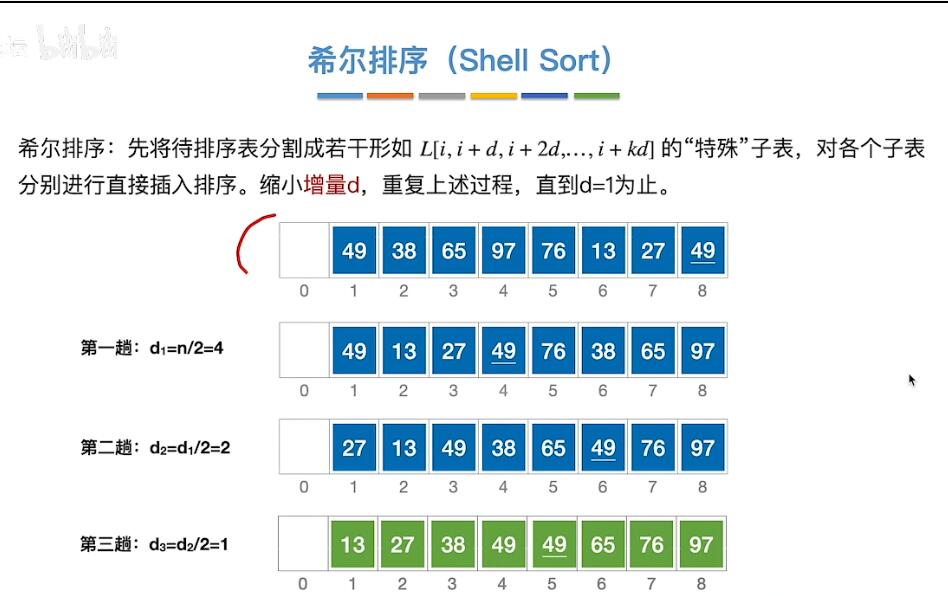 bilibili
希尔排序（Shell Sort）
希尔排序：先将待排序表分割成若干形如 L[i, i + d, i + 2d,…, i + kd] 的“特殊”子表，对各个子表
分别进行直接插入排序。缩小增量d，重复上述过程，直到d=1为止。
49 38 65 97 76 13 27 49
0 1 2 3 4 5 6 7 8
第一趟：d₁=n/2=4 49 13 27 49 76 38 65 97
0 1 2 3 4 5 6 7 8
第二趟：d₂=d₁/2=2 27 13 49 38 65 49 76 97
0 1 2 3 4 5 6 7 8
第三趟：d₃=d₂/2=1 13 27 38 49 49 65 76 97
0 1 2 3 4 5 6 7 8